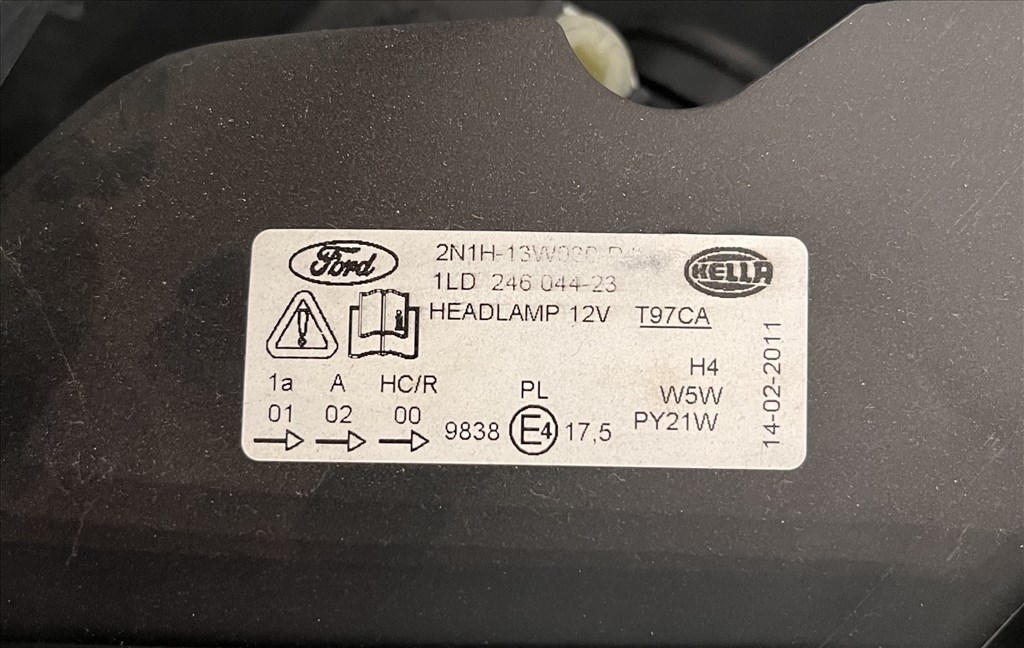 Ford
2N1H-13W030
HELLA
1LD 246 044-23
HEADLAMP 12V T97CA
H4
W5W
PY21W
14-02-2011
1a A HC/R
01 02 00
PL
9838 E4 17,5